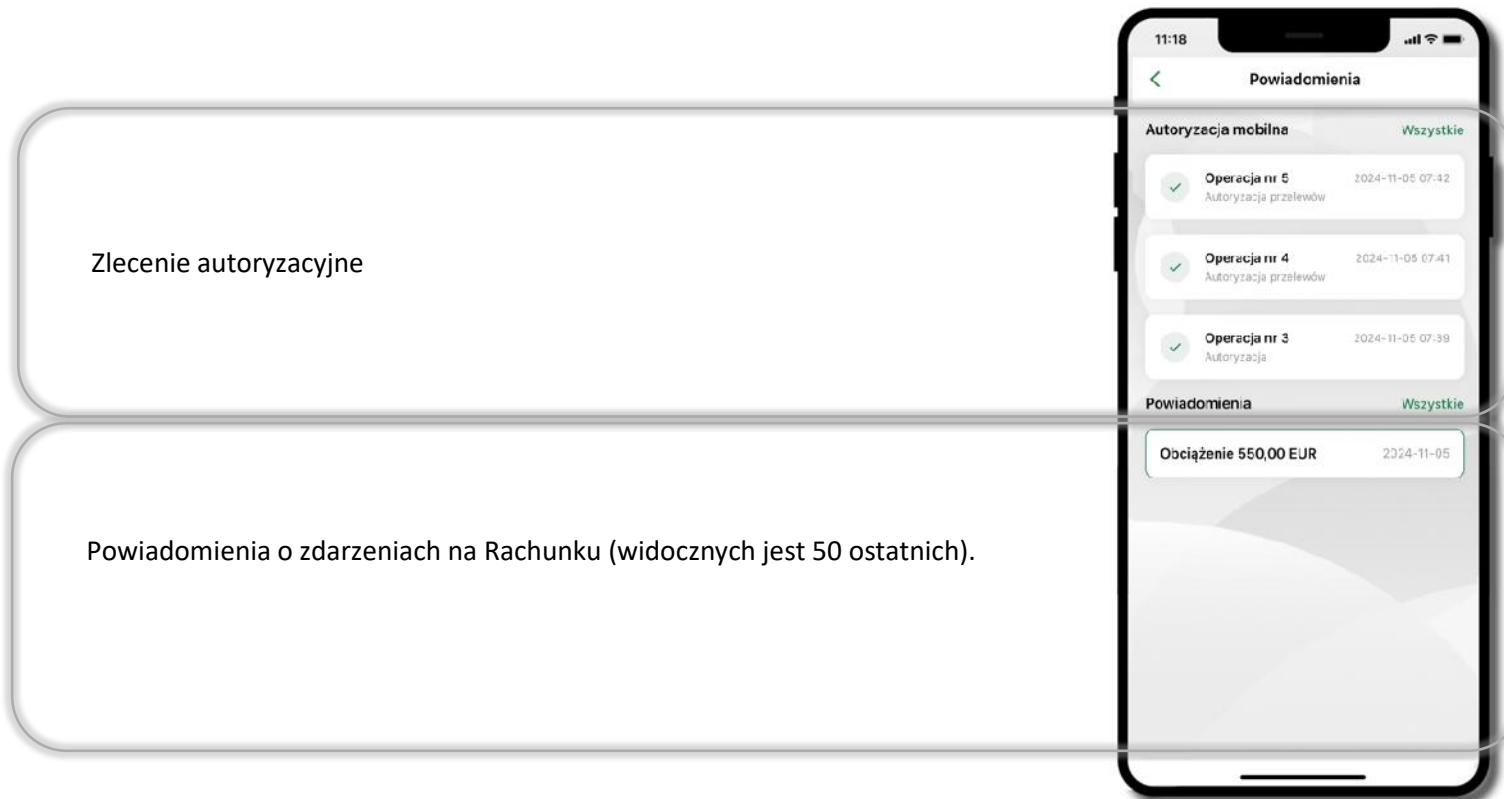 11:18
Powiadomienia
Autoryzacja mobilna Wszystkie
Operacja nr 5 2024-11-05 07:42
Autoryzacja przelewów
Zlecenie autoryzacyjne
Operacja nr 4 2024-11-05 07:41
Autoryzacja przelewów
Operacja nr 3 2024-11-05 07:39
Autoryzacja
Powiadomienia Wszystkie
Obciążenie 550,00 EUR 2024-11-05
Powiadomienia o zdarzeniach na Rachunku (widocznych jest 50 ostatnich).